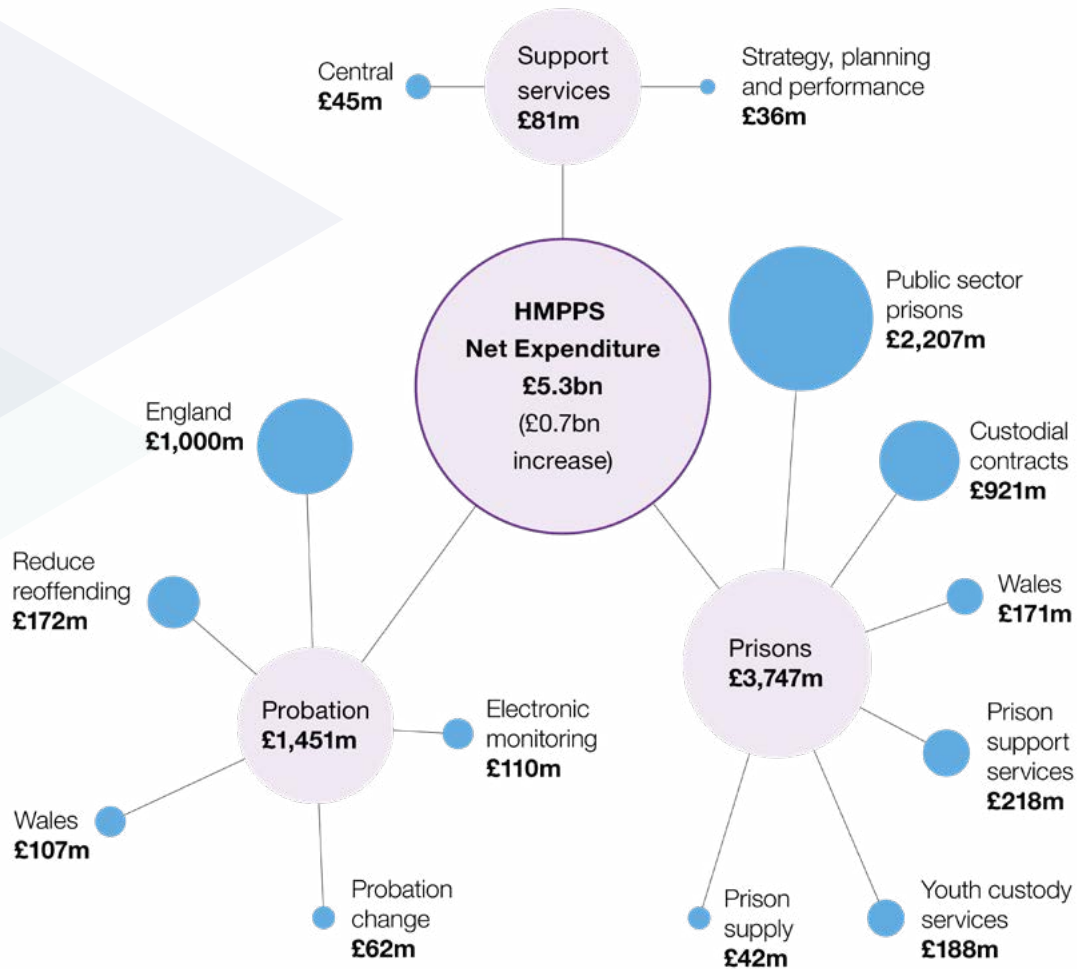 Central
£45m
Support
services
£81m
Strategy, planning
and performance
£36m
HMPPS
Net Expenditure
£5.3bn
(£0.7bn
increase)
Public sector
prisons
£2,207m
Custodial
contracts
£921m
Wales
£171m
Prisons
£3,747m
Prison
support
services
£218m
Youth custody
services
£188m
Prison
supply
£42m
England
£1,000m
Reduce
reoffending
£172m
Probation
£1,451m
Electronic
monitoring
£110m
Wales
£107m
Probation
change
£62m